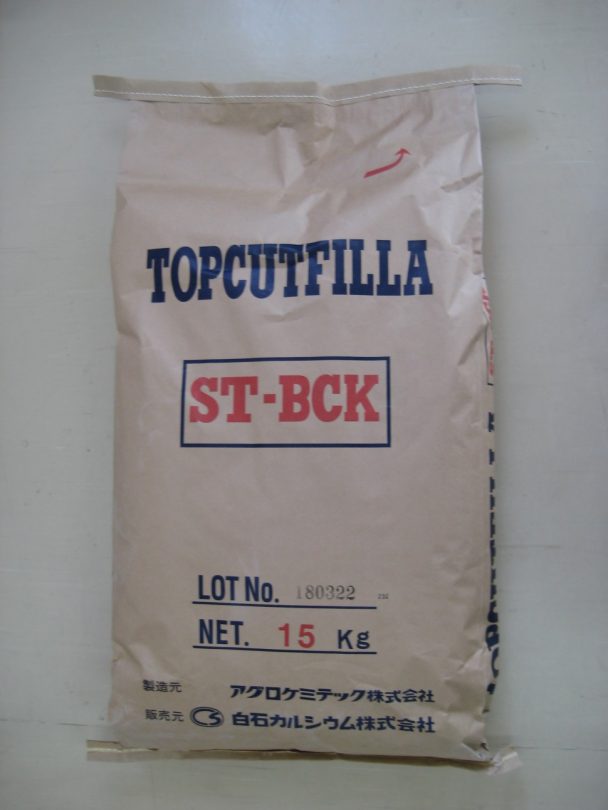 TOPCUTFILLA
ST-BCK
LOT No. 180322
NET. 15 Kg
製造元 アグロケミテック株式会社
販売元 白石カルシウム株式会社